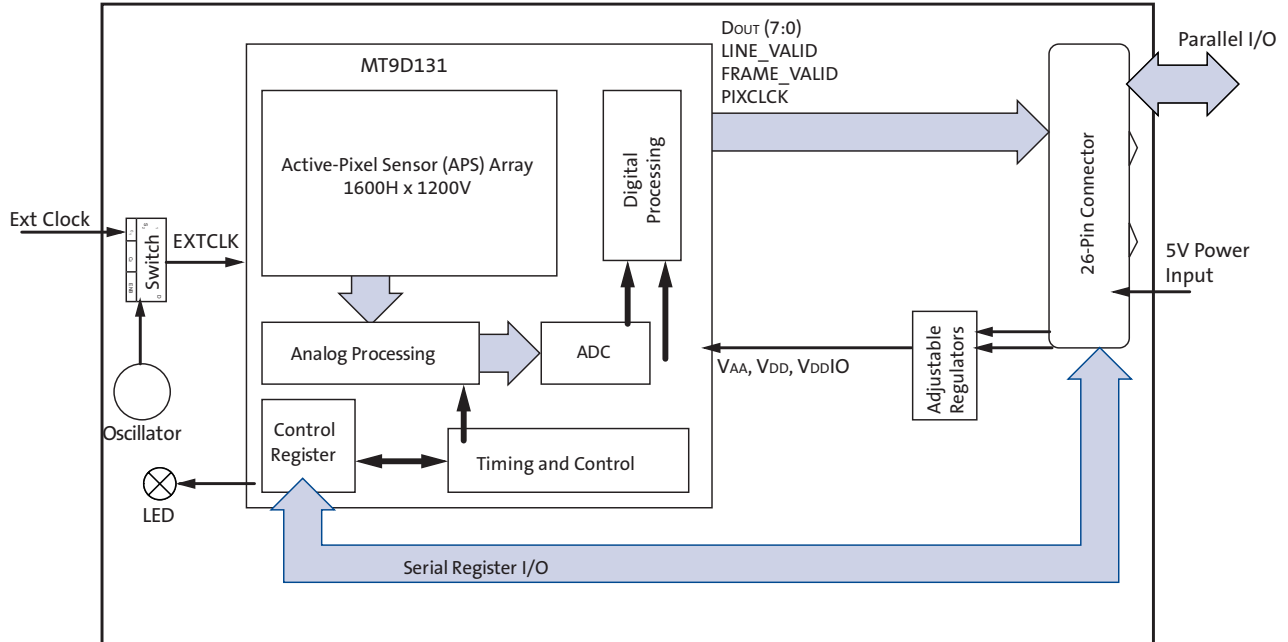 DOUT (7:0)
LINE_VALID
FRAME_VALID
PIXCLCK
Parallel I/O
MT9D131
Active-Pixel Sensor (APS) Array
1600H x 1200V
Digital
Processing
26-Pin Connector
Ext Clock
Switch
EXTCLK
5V Power
Input
Analog Processing
ADC
VAA, VDD, VDDIO
Adjustable
Regulators
Oscillator
Control
Register
Timing and Control
LED
Serial Register I/O